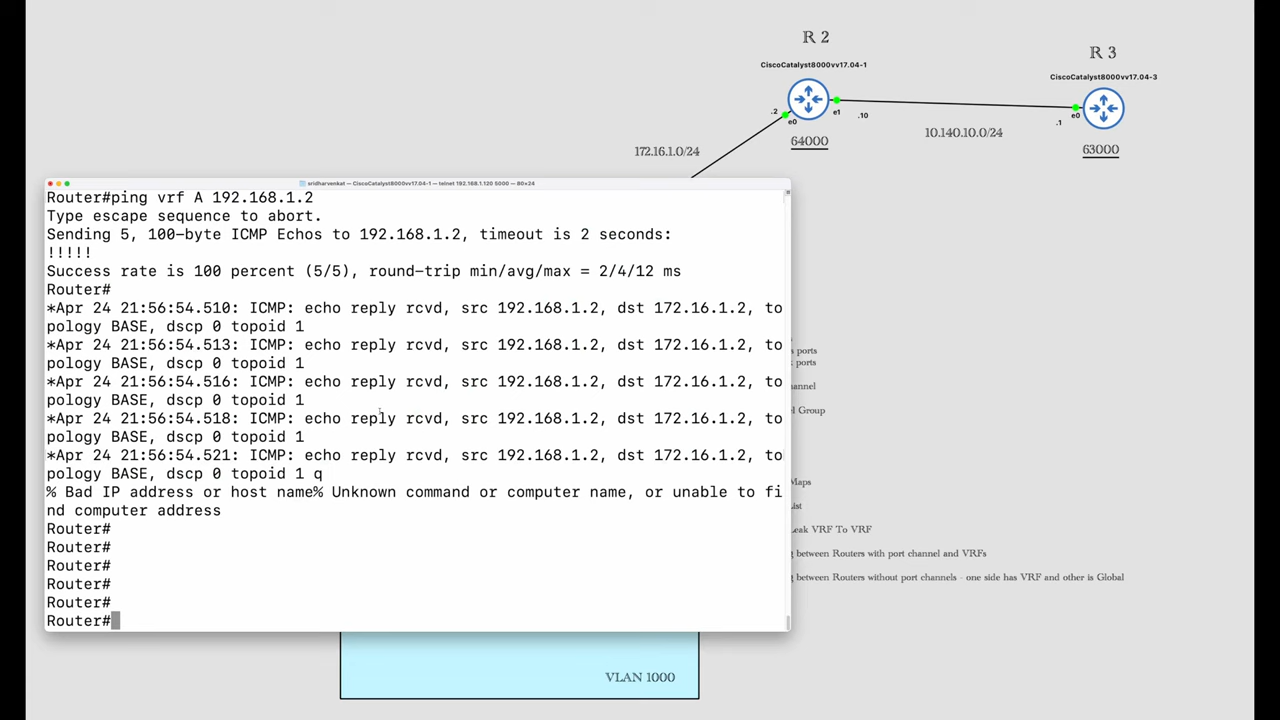 R 2
CiscoCatalyst8000vv17.04-1
R 3
CiscoCatalyst8000vv17.04-3
.2
e0
e1
.10
e0
.1
10.140.10.0/24
64000
63000
172.16.1.0/24
sridharvenkat — CiscoCatalyst8000vv17.04-1 — telnet 192.168.1.120 5000 — 80×24
Router#ping vrf A 192.168.1.2
Type escape sequence to abort.
Sending 5, 100-byte ICMP Echos to 192.168.1.2, timeout is 2 seconds:
!!!!!
Success rate is 100 percent (5/5), round-trip min/avg/max = 2/4/12 ms
Router#
*Apr 24 21:56:54.510: ICMP: echo reply rcvd, src 192.168.1.2, dst 172.16.1.2, to
pology BASE, dscp 0 topoid 1
*Apr 24 21:56:54.513: ICMP: echo reply rcvd, src 192.168.1.2, dst 172.16.1.2, to
pology BASE, dscp 0 topoid 1
*Apr 24 21:56:54.516: ICMP: echo reply rcvd, src 192.168.1.2, dst 172.16.1.2, to
pology BASE, dscp 0 topoid 1
*Apr 24 21:56:54.518: ICMP: echo reply rcvd, src 192.168.1.2, dst 172.16.1.2, to
pology BASE, dscp 0 topoid 1
*Apr 24 21:56:54.521: ICMP: echo reply rcvd, src 192.168.1.2, dst 172.16.1.2, to
pology BASE, dscp 0 topoid 1 q
% Bad IP address or host name% Unknown command or computer name, or unable to fi
nd computer address
Router#
Router#
Router#
Router#
Router#
Router#
ports
ports
Group
Maps
Leak VRF To VRF
between Routers with port channel and VRFs
between Routers without port channels - one side has VRF and other is Global
VLAN 1000